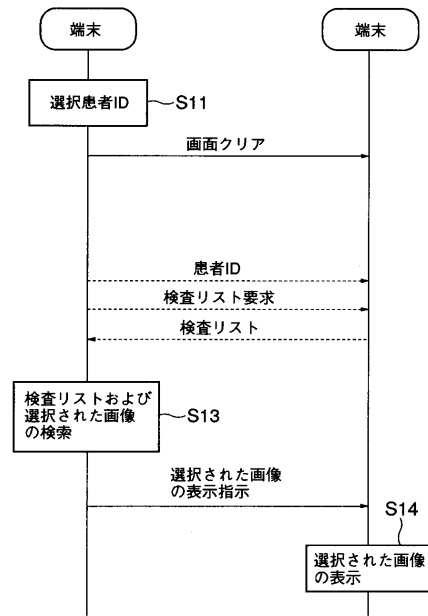 端末
端末
選択患者ID
S11
画面クリア
患者ID
検査リスト要求
検査リスト
検査リストおよび
選択された画像
の検索
S13
選択された画像
の表示指示
S14
選択された画像
の表示